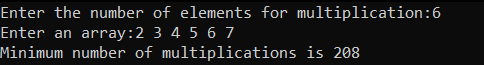 Enter the number of elements for multiplication:6
Enter an array:2 3 4 5 6 7
Minimum number of multiplications is 208